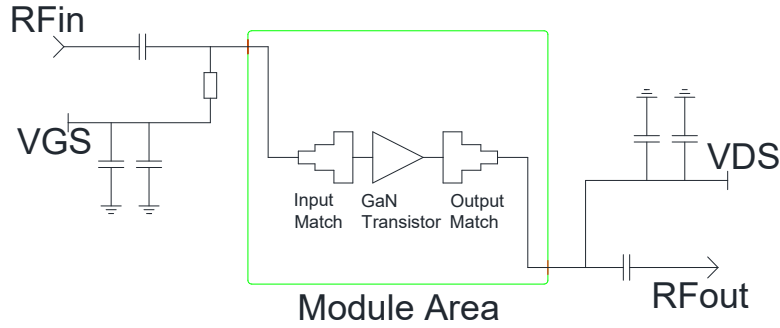 RFin
VGS
VDS
Input
Match
GaN
Transistor
Output
Match
RFout
Module Area